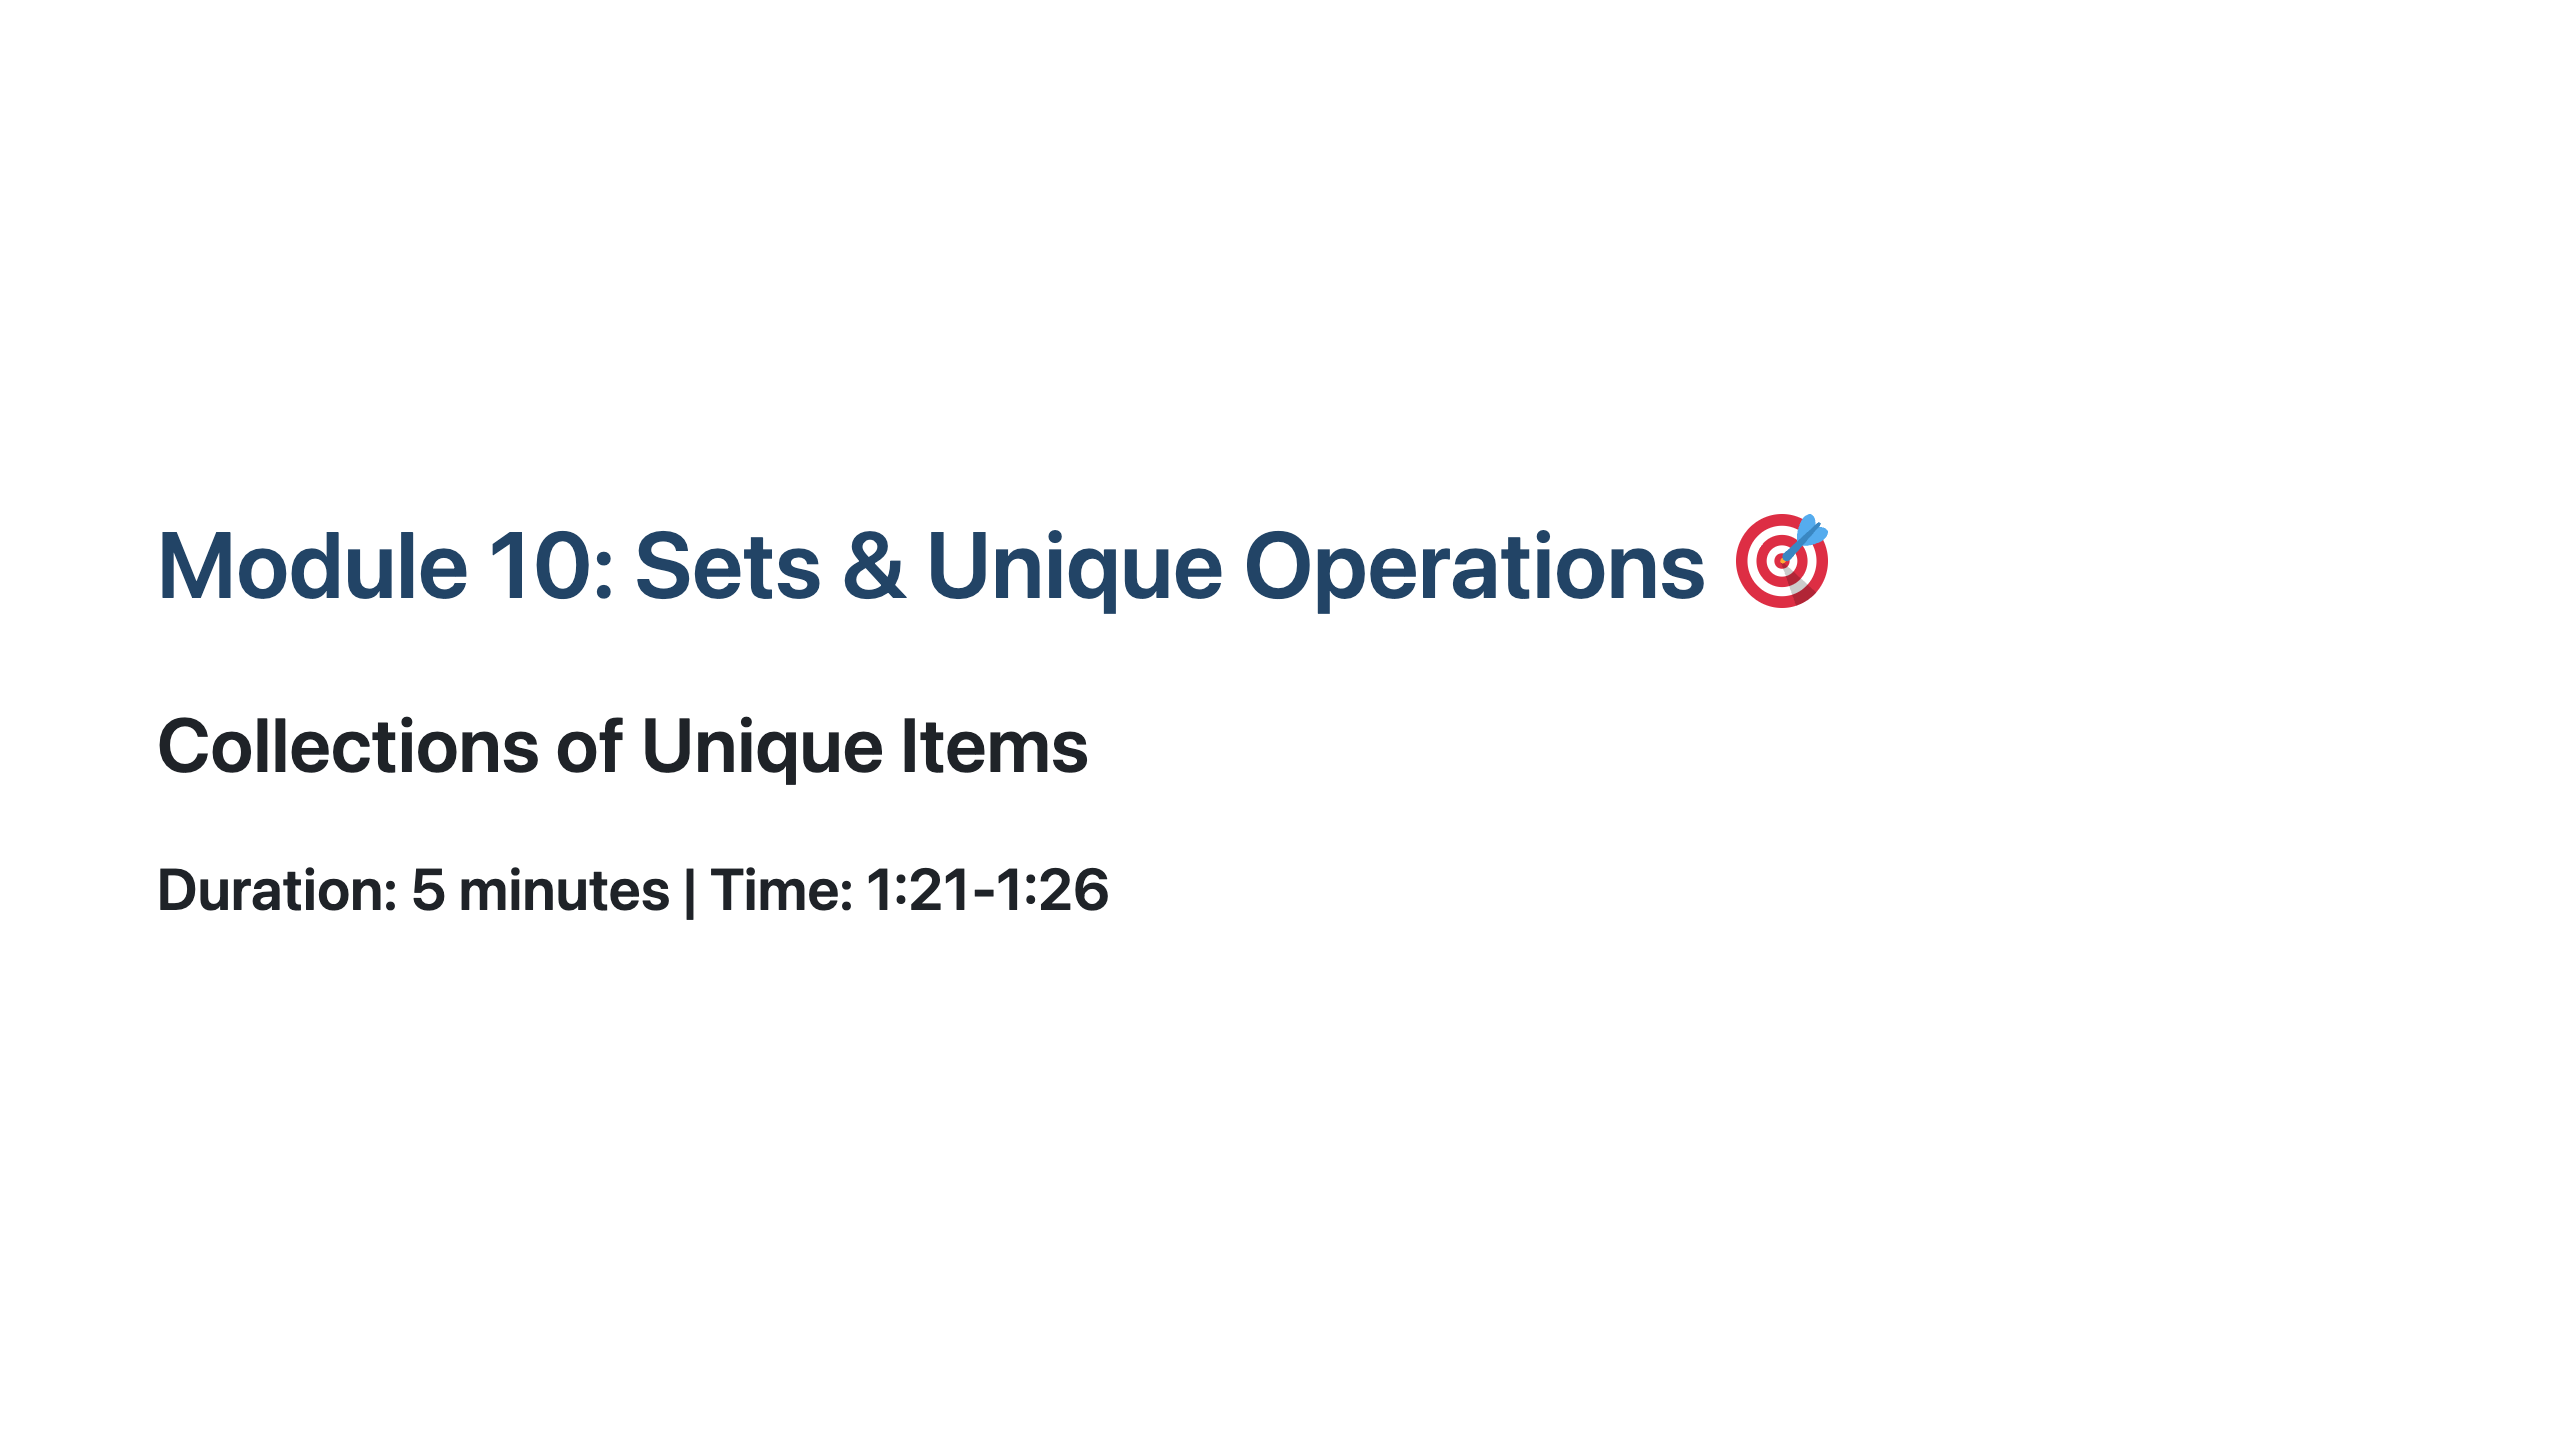 Module 10: Sets & Unique Operations 🎯
Collections of Unique Items
Duration: 5 minutes | Time: 1:21-1:26